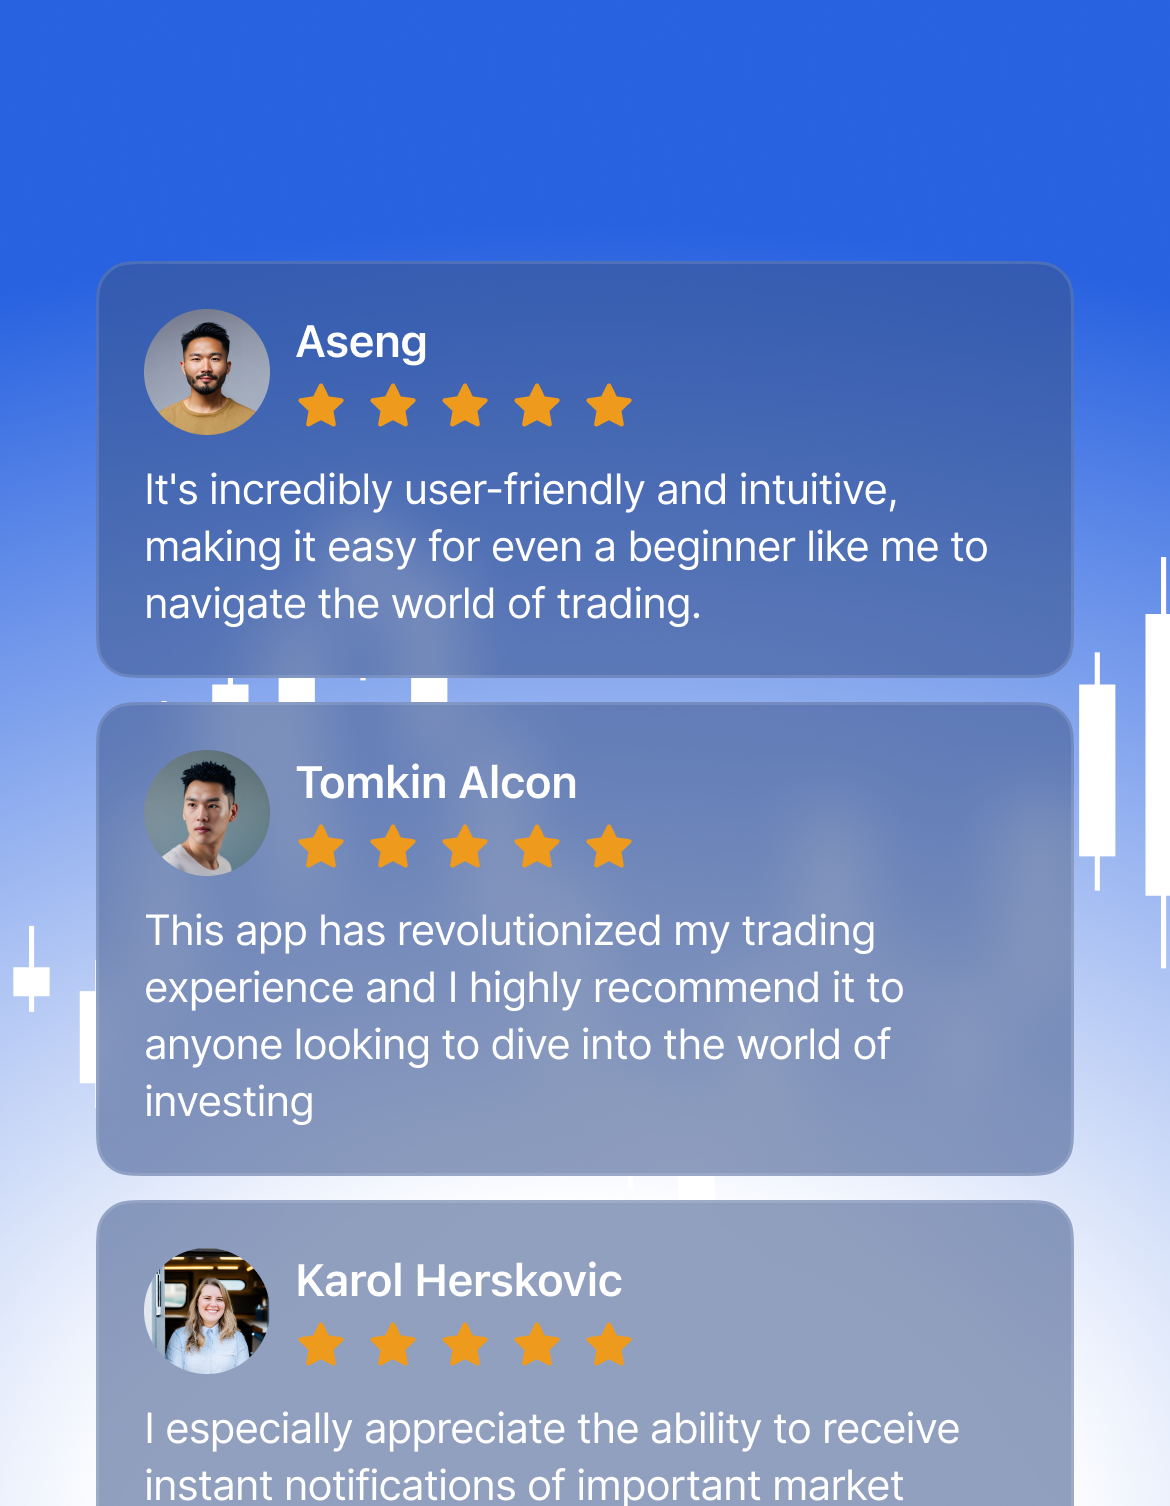 Aseng
It's incredibly user-friendly and intuitive,
making it easy for even a beginner like me to
navigate the world of trading.
Tomkin Alcon
This app has revolutionized my trading
experience and I highly recommend it to
anyone looking to dive into the world of
investing
Karol Herskovic
I especially appreciate the ability to receive
instant notifications of important market